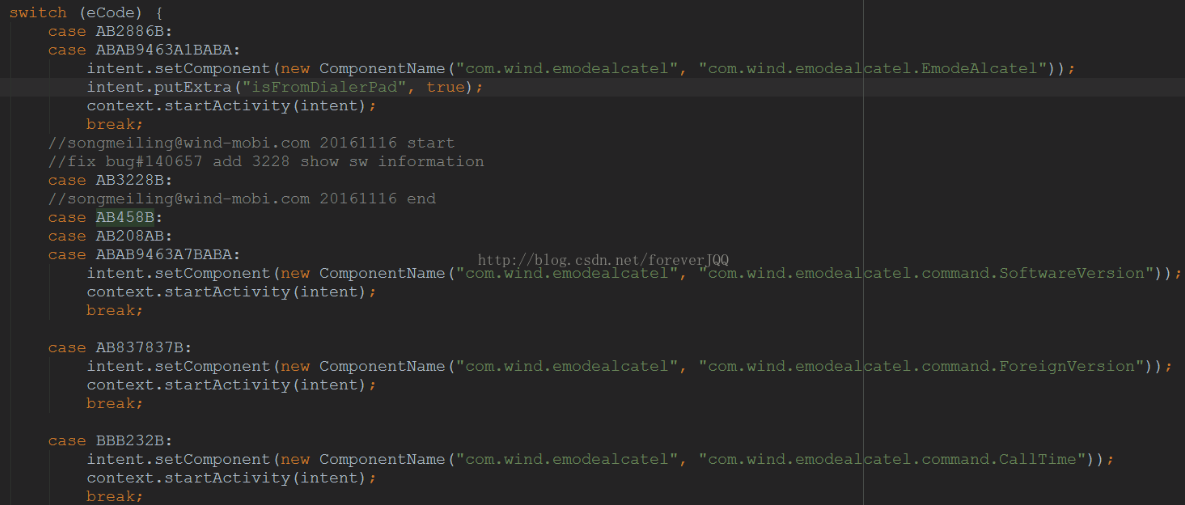 switch (eCode) {
case AB2886B:
case ABAB9463A1BABA:
intent.setComponent(new ComponentName("com.wind.emodealcatel", "com.wind.emodealcatel.EmodeAlcatel"));
intent.putExtra("isFromDialerPad", true);
context.startActivity(intent);
break;
//songmeiling@wind-mobi.com 20161116 start
//fix bug#140657 add 3228 show sw information
case AB3228B:
//songmeiling@wind-mobi.com 20161116 end
case AB458B:
case AB208AB:
case ABAB9463A7BABA:
http://blog.csdn.net/foreverJQQ
intent.setComponent(new ComponentName("com.wind.emodealcatel", "com.wind.emodealcatel.command.SoftwareVersion"));
context.startActivity(intent);
break;
case AB837837B:
intent.setComponent(new ComponentName("com.wind.emodealcatel", "com.wind.emodealcatel.command.ForeignVersion"));
context.startActivity(intent);
break;
case BBB232B:
intent.setComponent(new ComponentName("com.wind.emodealcatel", "com.wind.emodealcatel.command.CallTime"));
context.startActivity(intent);
break;